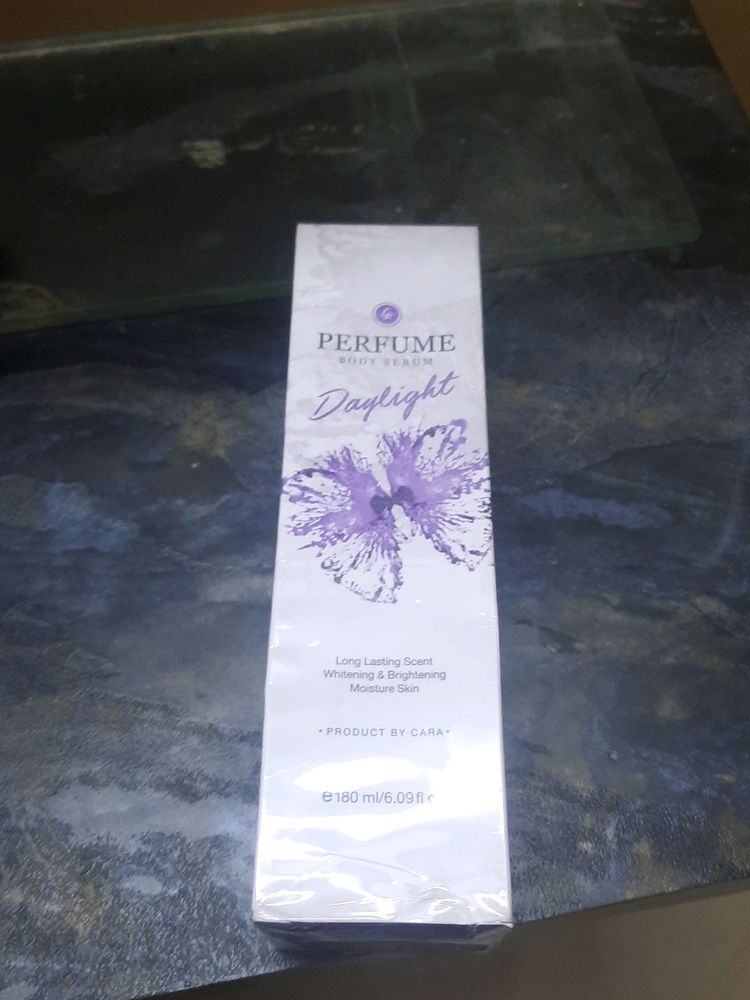 PERFUME
BODY SERUM
Daylight
Long Lasting Scent
Whitening & Brightening
Moisture Skin
• PRODUCT BY CARA •
℮180 ml/6.09 fl